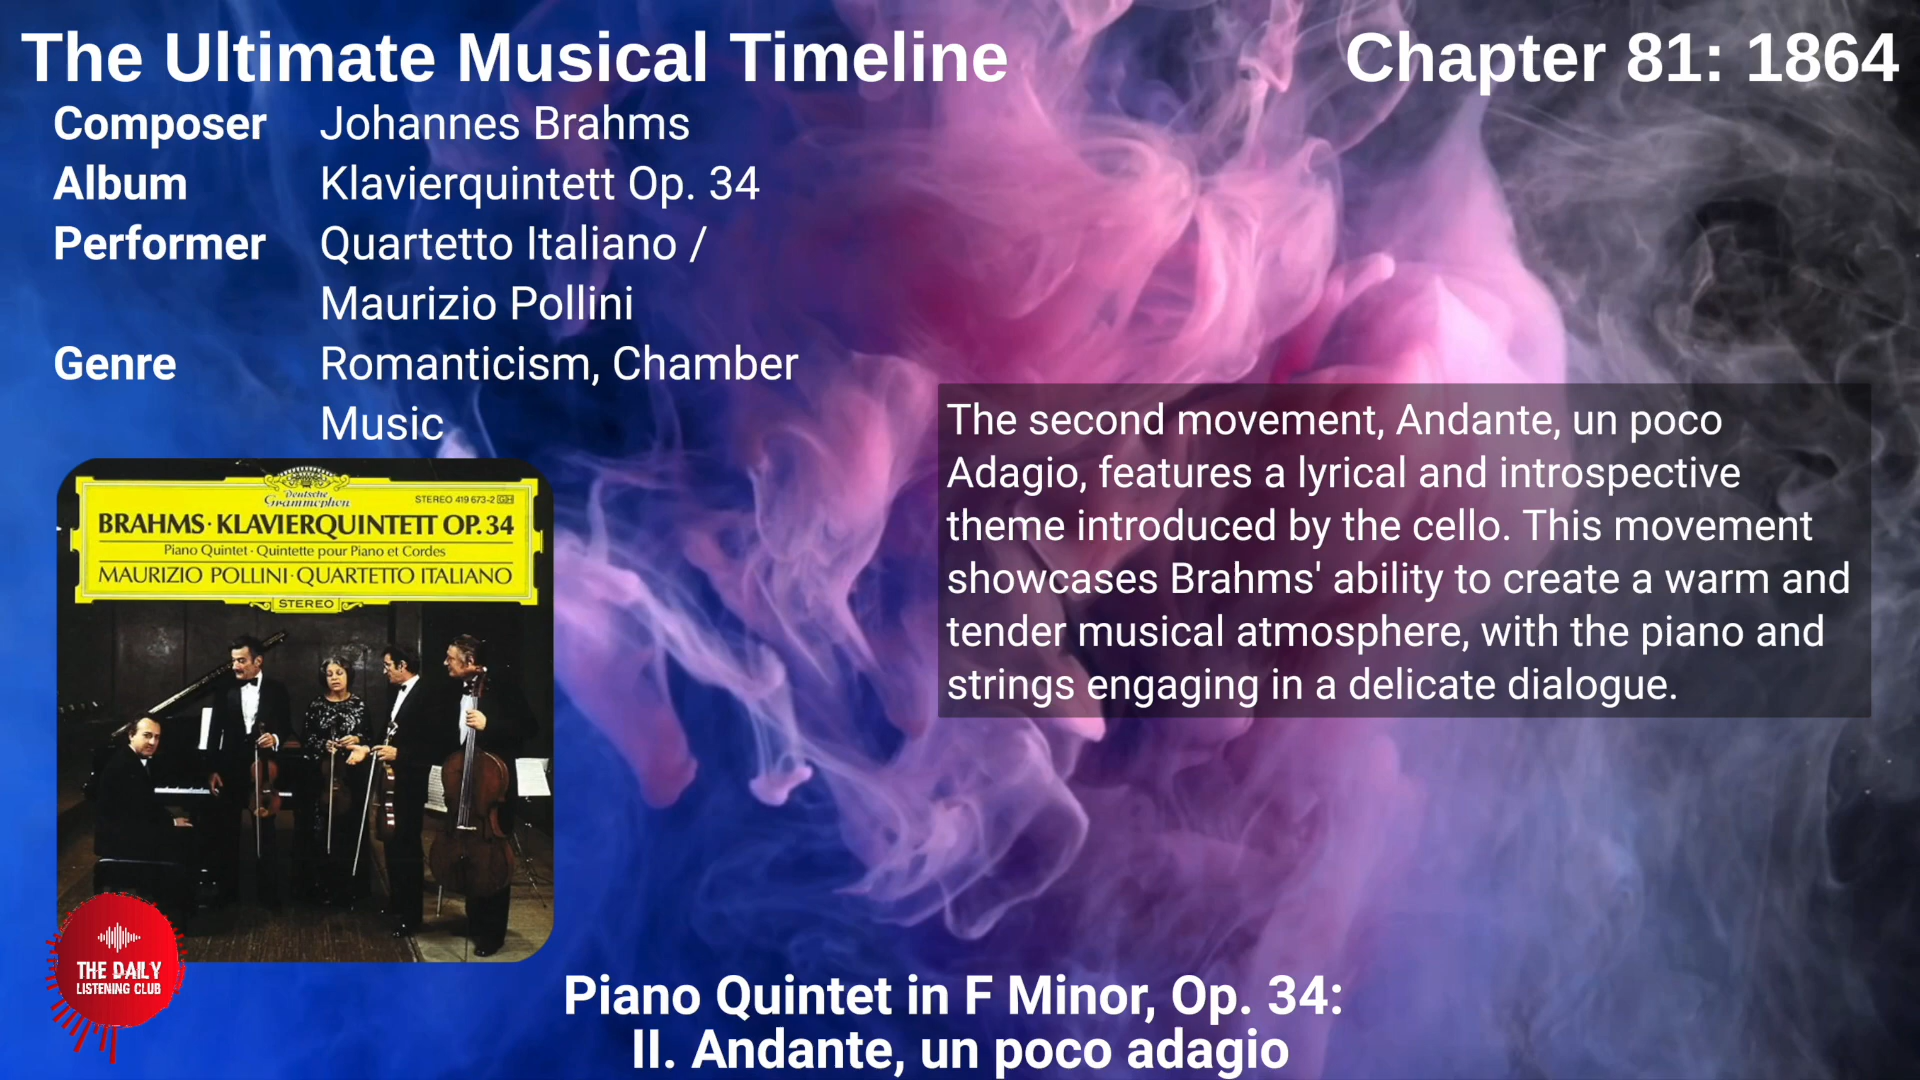 The Ultimate Musical Timeline
Chapter 81: 1864
Composer Johannes Brahms
Album Klavierquintett Op. 34
Performer Quartetto Italiano /
Maurizio Pollini
Genre Romanticism, Chamber
Music
The second movement, Andante, un poco
Adagio, features a lyrical and introspective
theme introduced by the cello. This movement
showcases Brahms' ability to create a warm and
tender musical atmosphere, with the piano and
strings engaging in a delicate dialogue.
Deutsche
Grammophon
STEREO 419 673-2 GH
BRAHMS · KLAVIERQUINTETT OP. 34
Piano Quintet · Quintette pour Piano et Cordes
MAURIZIO POLLINI · QUARTETTO ITALIANO
STEREO
THE DAILY
LISTENING CLUB
Piano Quintet in F Minor, Op. 34:
II. Andante, un poco adagio